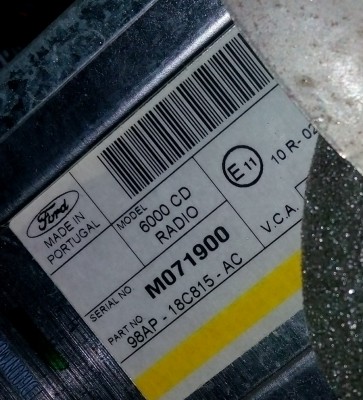 Ford
MADE IN
PORTUGAL
MODEL
6000 CD
RADIO
E11
10 R-02
SERIAL NO
M071900
V.C.A.
PART NO
98AP - 18C815 - AC